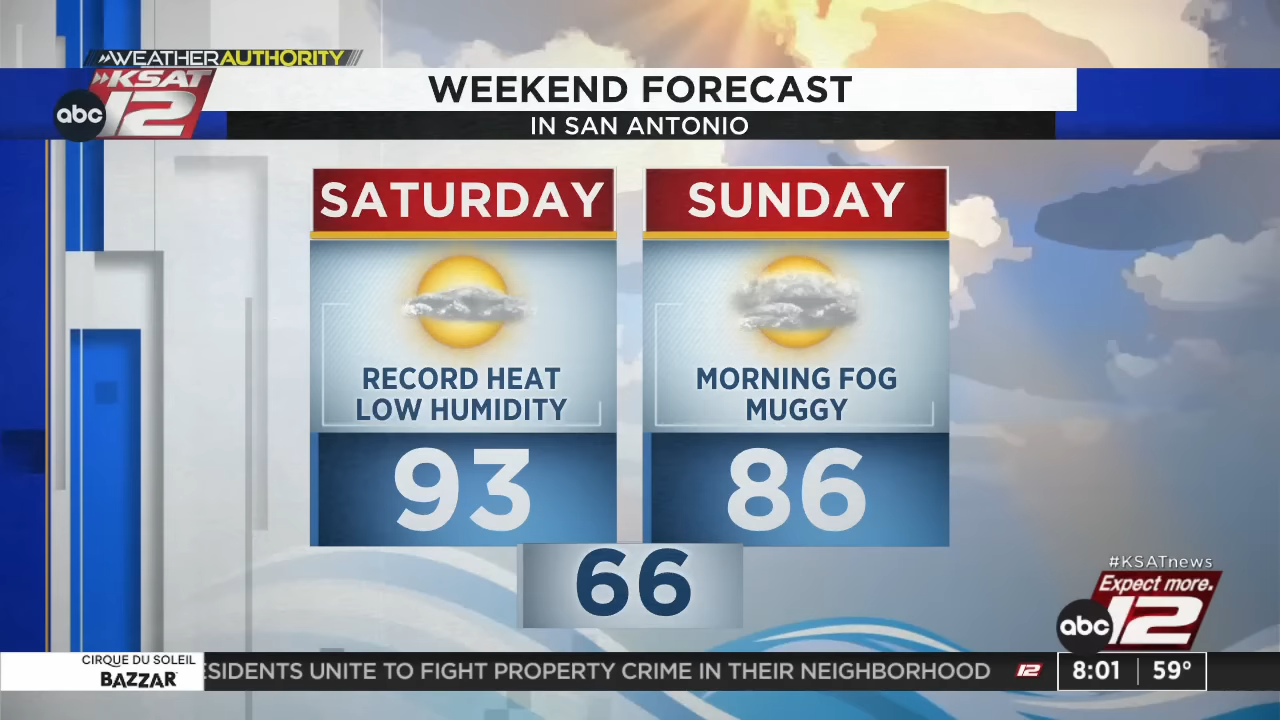 WEATHERAUTHORITY
KSAT
abc 12
WEEKEND FORECAST
IN SAN ANTONIO
SATURDAY
RECORD HEAT
LOW HUMIDITY
93
SUNDAY
MORNING FOG
MUGGY
86
66
#KSATnews
Expect more.
abc 12
CIRQUE DU SOLEIL
BAZZAR
UNITE TO FIGHT PROPERTY CRIME IN THEIR NEIGHBORHOOD
12
8:01 59°